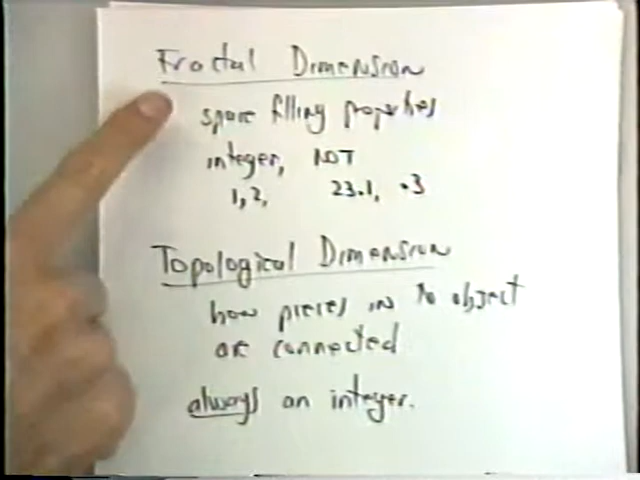 Fractal Dimension
space filling properties
integer, NOT
1, 2, 23.1, .3
Topological Dimension
how pieces in the object
are connected
always an integer.